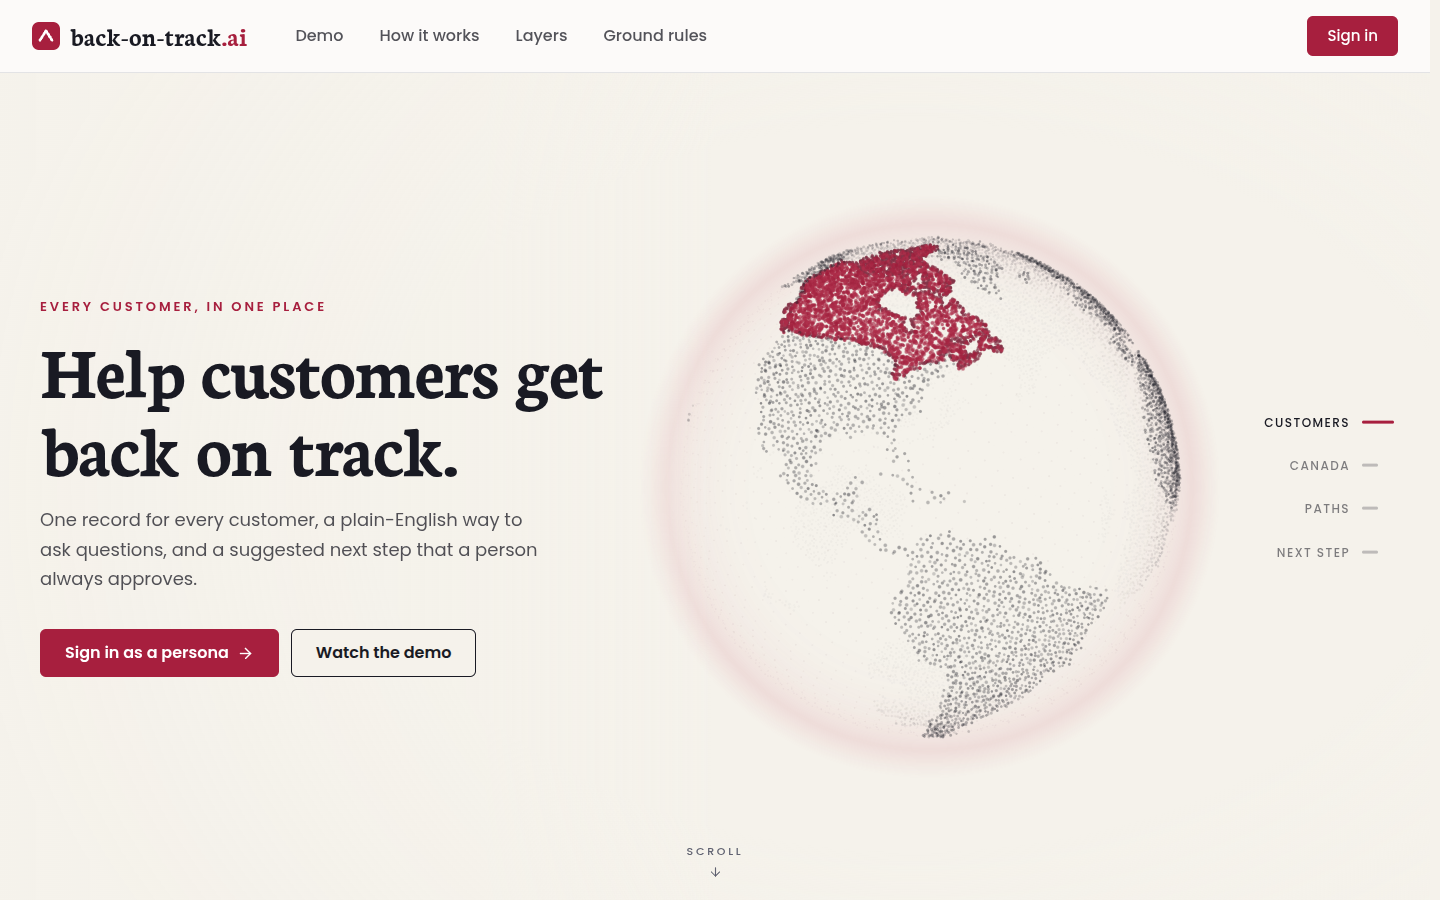 back-on-track.ai
Demo
How it works
Layers
Ground rules
Sign in
EVERY CUSTOMER, IN ONE PLACE
Help customers get
back on track.
One record for every customer, a plain-English way to
ask questions, and a suggested next step that a person
always approves.
Sign in as a persona →
Watch the demo
CUSTOMERS
CANADA
PATHS
NEXT STEP
SCROLL
↓